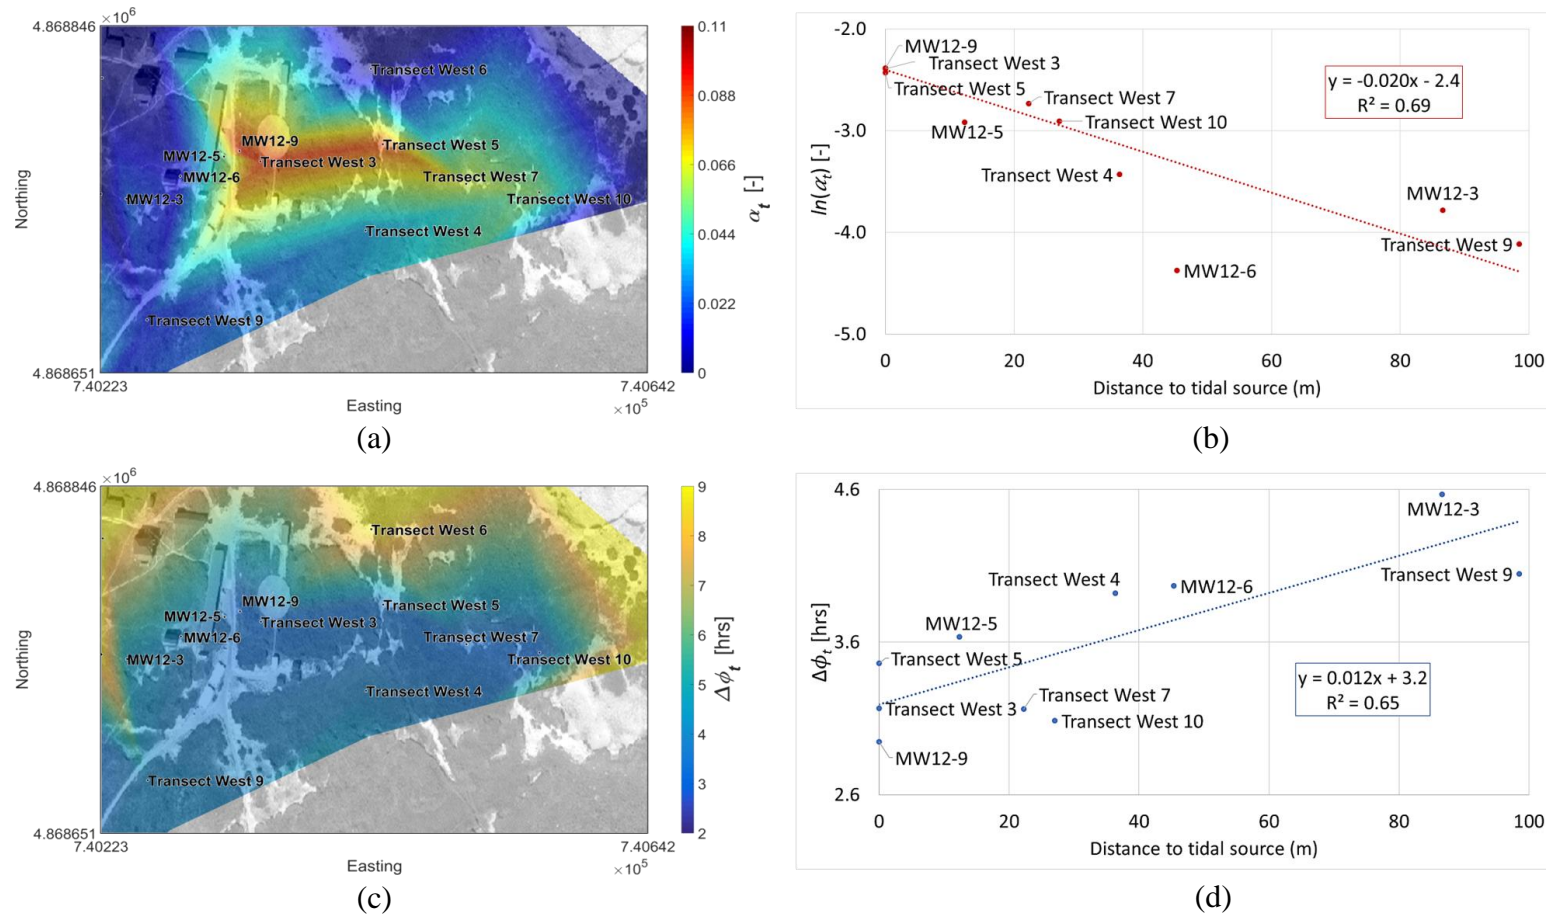 ×10⁶
4.868846
Northing
4.868651
7.40223
7.40642
Easting
×10⁵
Transect West 6
MW12-9
Transect West 5
MW12-5
Transect West 3
MW12-6
Transect West 7
MW12-3
Transect West 10
Transect West 4
Transect West 9
0.11
0.088
0.066
0.044
0.022
0
αt [-]
(a)
-2.0
-3.0
-4.0
-5.0
ln(αt) [-]
MW12-9
Transect West 3
Transect West 5
Transect West 7
Transect West 10
MW12-5
Transect West 4
MW12-3
Transect West 9
MW12-6
y = -0.020x - 2.4
R² = 0.69
0
20
40
60
80
100
Distance to tidal source (m)
(b)
×10⁶
4.868846
Northing
4.868651
7.40223
7.40642
Easting
×10⁵
Transect West 6
MW12-9
Transect West 5
MW12-5
Transect West 3
MW12-6
Transect West 7
MW12-3
Transect West 10
Transect West 4
Transect West 9
9
8
7
6
5
4
3
2
Δϕt [hrs]
(c)
4.6
3.6
2.6
Δϕt [hrs]
MW12-3
Transect West 4
MW12-6
Transect West 9
MW12-5
Transect West 5
Transect West 7
Transect West 3
Transect West 10
MW12-9
y = 0.012x + 3.2
R² = 0.65
0
20
40
60
80
100
Distance to tidal source (m)
(d)